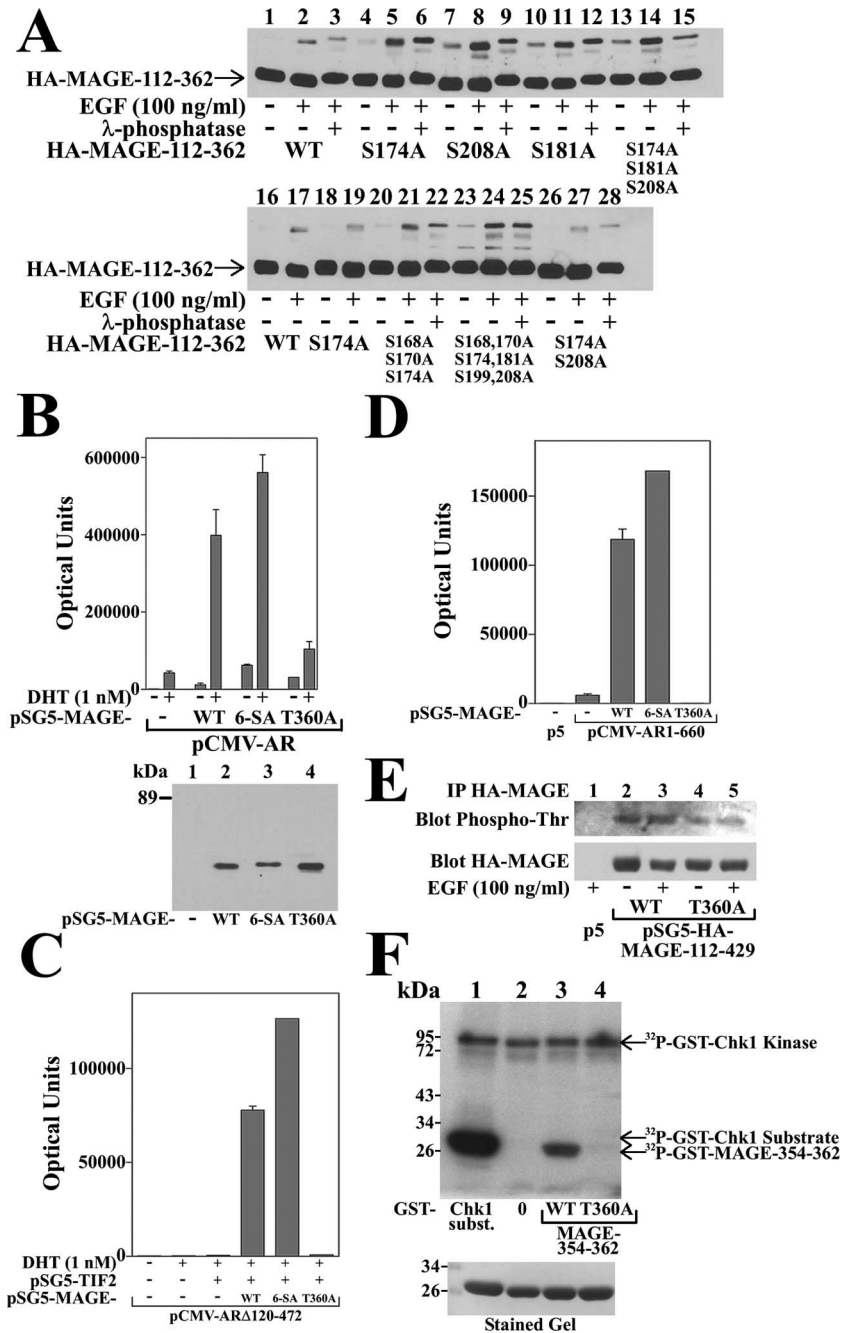 A
1 2 3 4 5 6 7 8 9 10 11 12 13 14 15
HA-MAGE-112-362
EGF (100 ng/ml) - + + - + + - + + - + + - + +
λ-phosphatase - - + - - + - - + - - + - - +
HA-MAGE-112-362 WT S174A S208A S181A S174A
S181A
S208A
16 17 18 19 20 21 22 23 24 25 26 27 28
HA-MAGE-112-362
EGF (100 ng/ml) - + - + - + + - + + - + +
λ-phosphatase - - - - - - + - - + - - +
HA-MAGE-112-362 WT S174A S168A S168,170A S174A
S170A S174,181A S208A
S174A S199,208A
B
600000
400000
200000
0
Optical Units
DHT (1 nM) - + - + - + - +
pSG5-MAGE- - WT 6-SA T360A
pCMV-AR
kDa 1 2 3 4
89
pSG5-MAGE- - WT 6-SA T360A
C
100000
50000
0
Optical Units
DHT (1 nM) - + + + + +
pSG5-TIF2 - - + + + +
pSG5-MAGE- - - - WT 6-SA T360A
pCMV-ARΔ120-472
D
150000
100000
50000
0
Optical Units
pSG5-MAGE- - - WT 6-SA T360A
p5 pCMV-AR1-660
E
IP HA-MAGE 1 2 3 4 5
Blot Phospho-Thr
Blot HA-MAGE
EGF (100 ng/ml) + - + - +
WT T360A
p5 pSG5-HA-
MAGE-112-429
F
kDa 1 2 3 4
95
72
43
34
26
32P-GST-Chk1 Kinase
32P-GST-Chk1 Substrate
32P-GST-MAGE-354-362
GST- Chk1 0 WT T360A
subst. MAGE-
354-362
34
26
Stained Gel